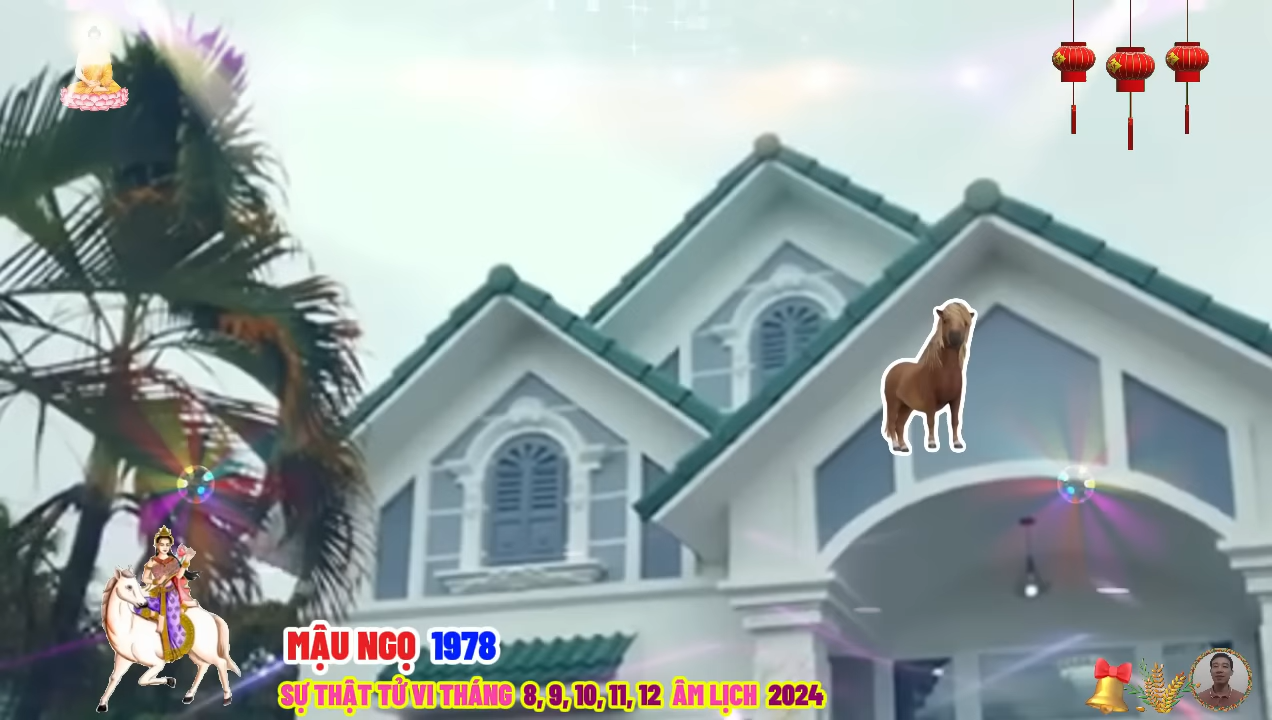 MẬU NGỌ 1978
SỰ THẬT TỬ VI THÁNG 8, 9, 10, 11, 12 ÂM LỊCH 2024